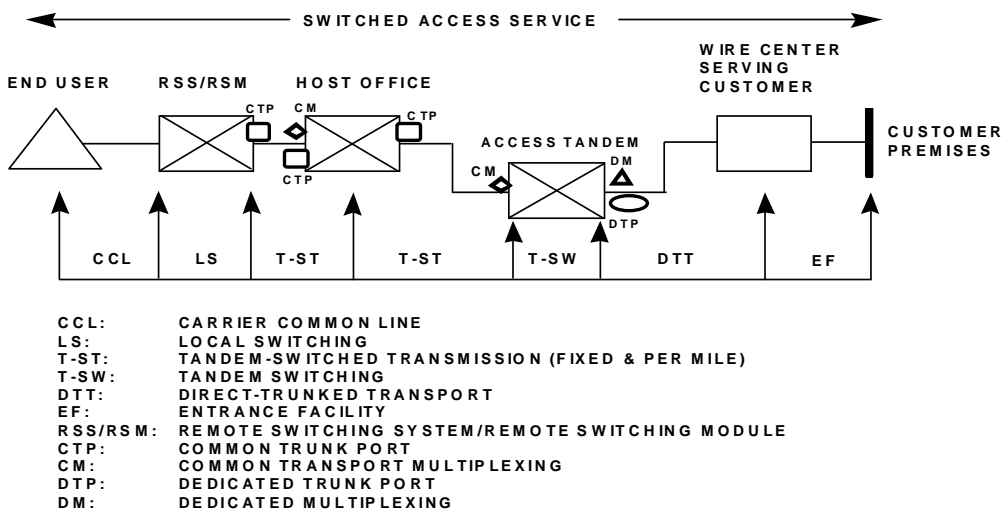 SWITCHED ACCESS SERVICE
WIRE CENTER
SERVING
CUSTOMER
END USER RSS/RSM HOST OFFICE
CTP CM CTP
CUSTOMER
PREMISES
ACCESS TANDEM
CTP
CM DM
DTP
CCL LS T-ST T-ST T-SW DTT EF
CCL: CARRIER COMMON LINE
LS: LOCAL SWITCHING
T-ST: TANDEM-SWITCHED TRANSMISSION (FIXED & PER MILE)
T-SW: TANDEM SWITCHING
DTT: DIRECT-TRUNKED TRANSPORT
EF: ENTRANCE FACILITY
RSS/RSM: REMOTE SWITCHING SYSTEM/REMOTE SWITCHING MODULE
CTP: COMMON TRUNK PORT
CM: COMMON TRANSPORT MULTIPLEXING
DTP: DEDICATED TRUNK PORT
DM: DEDICATED MULTIPLEXING